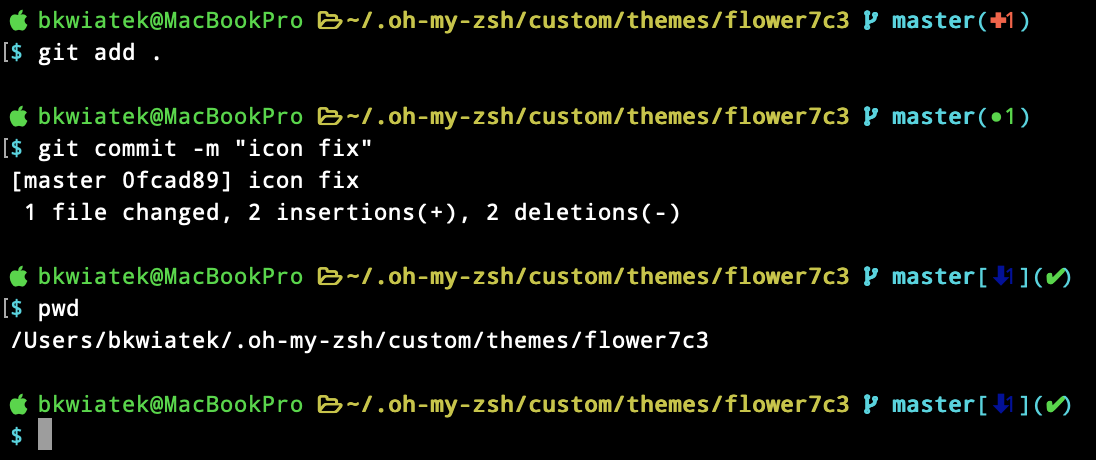 bkwiatek@MacBookPro ~/.oh-my-zsh/custom/themes/flower7c3 master(✚1)
[$ git add .
bkwiatek@MacBookPro ~/.oh-my-zsh/custom/themes/flower7c3 master(●1)
[$ git commit -m "icon fix"
[master 0fcad89] icon fix
1 file changed, 2 insertions(+), 2 deletions(-)
bkwiatek@MacBookPro ~/.oh-my-zsh/custom/themes/flower7c3 master[⬇1](✔)
[$ pwd
/Users/bkwiatek/.oh-my-zsh/custom/themes/flower7c3
bkwiatek@MacBookPro ~/.oh-my-zsh/custom/themes/flower7c3 master[⬇1](✔)
$